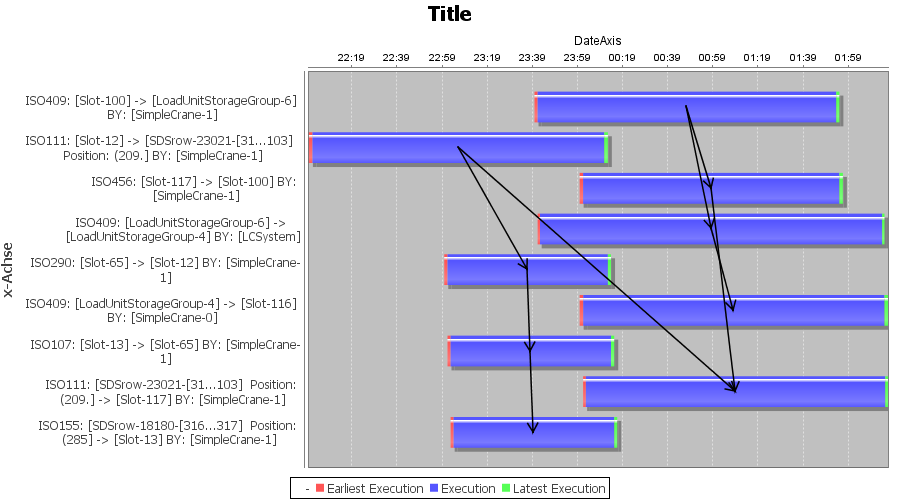 Title
DateAxis
22:19 22:39 22:59 23:19 23:39 23:59 00:19 00:39 00:59 01:19 01:39 01:59
x-Achse
ISO409: [Slot-100] -> [LoadUnitStorageGroup-6]
BY: [SimpleCrane-1]
ISO111: [Slot-12] -> [SDSrow-23021-[31...103]
Position: (209.] BY: [SimpleCrane-1]
ISO456: [Slot-117] -> [Slot-100] BY:
[SimpleCrane-1]
ISO409: [LoadUnitStorageGroup-6] ->
[LoadUnitStorageGroup-4] BY: [LCSystem]
ISO290: [Slot-65] -> [Slot-12] BY: [SimpleCrane-
1]
ISO409: [LoadUnitStorageGroup-4] -> [Slot-116]
BY: [SimpleCrane-0]
ISO107: [Slot-13] -> [Slot-65] BY: [SimpleCrane-
1]
ISO111: [SDSrow-23021-[31...103] Position:
(209.] -> [Slot-117] BY: [SimpleCrane-1]
ISO155: [SDSrow-18180-[316...317] Position:
(285] -> [Slot-13] BY: [SimpleCrane-1]
- Earliest Execution Execution Latest Execution